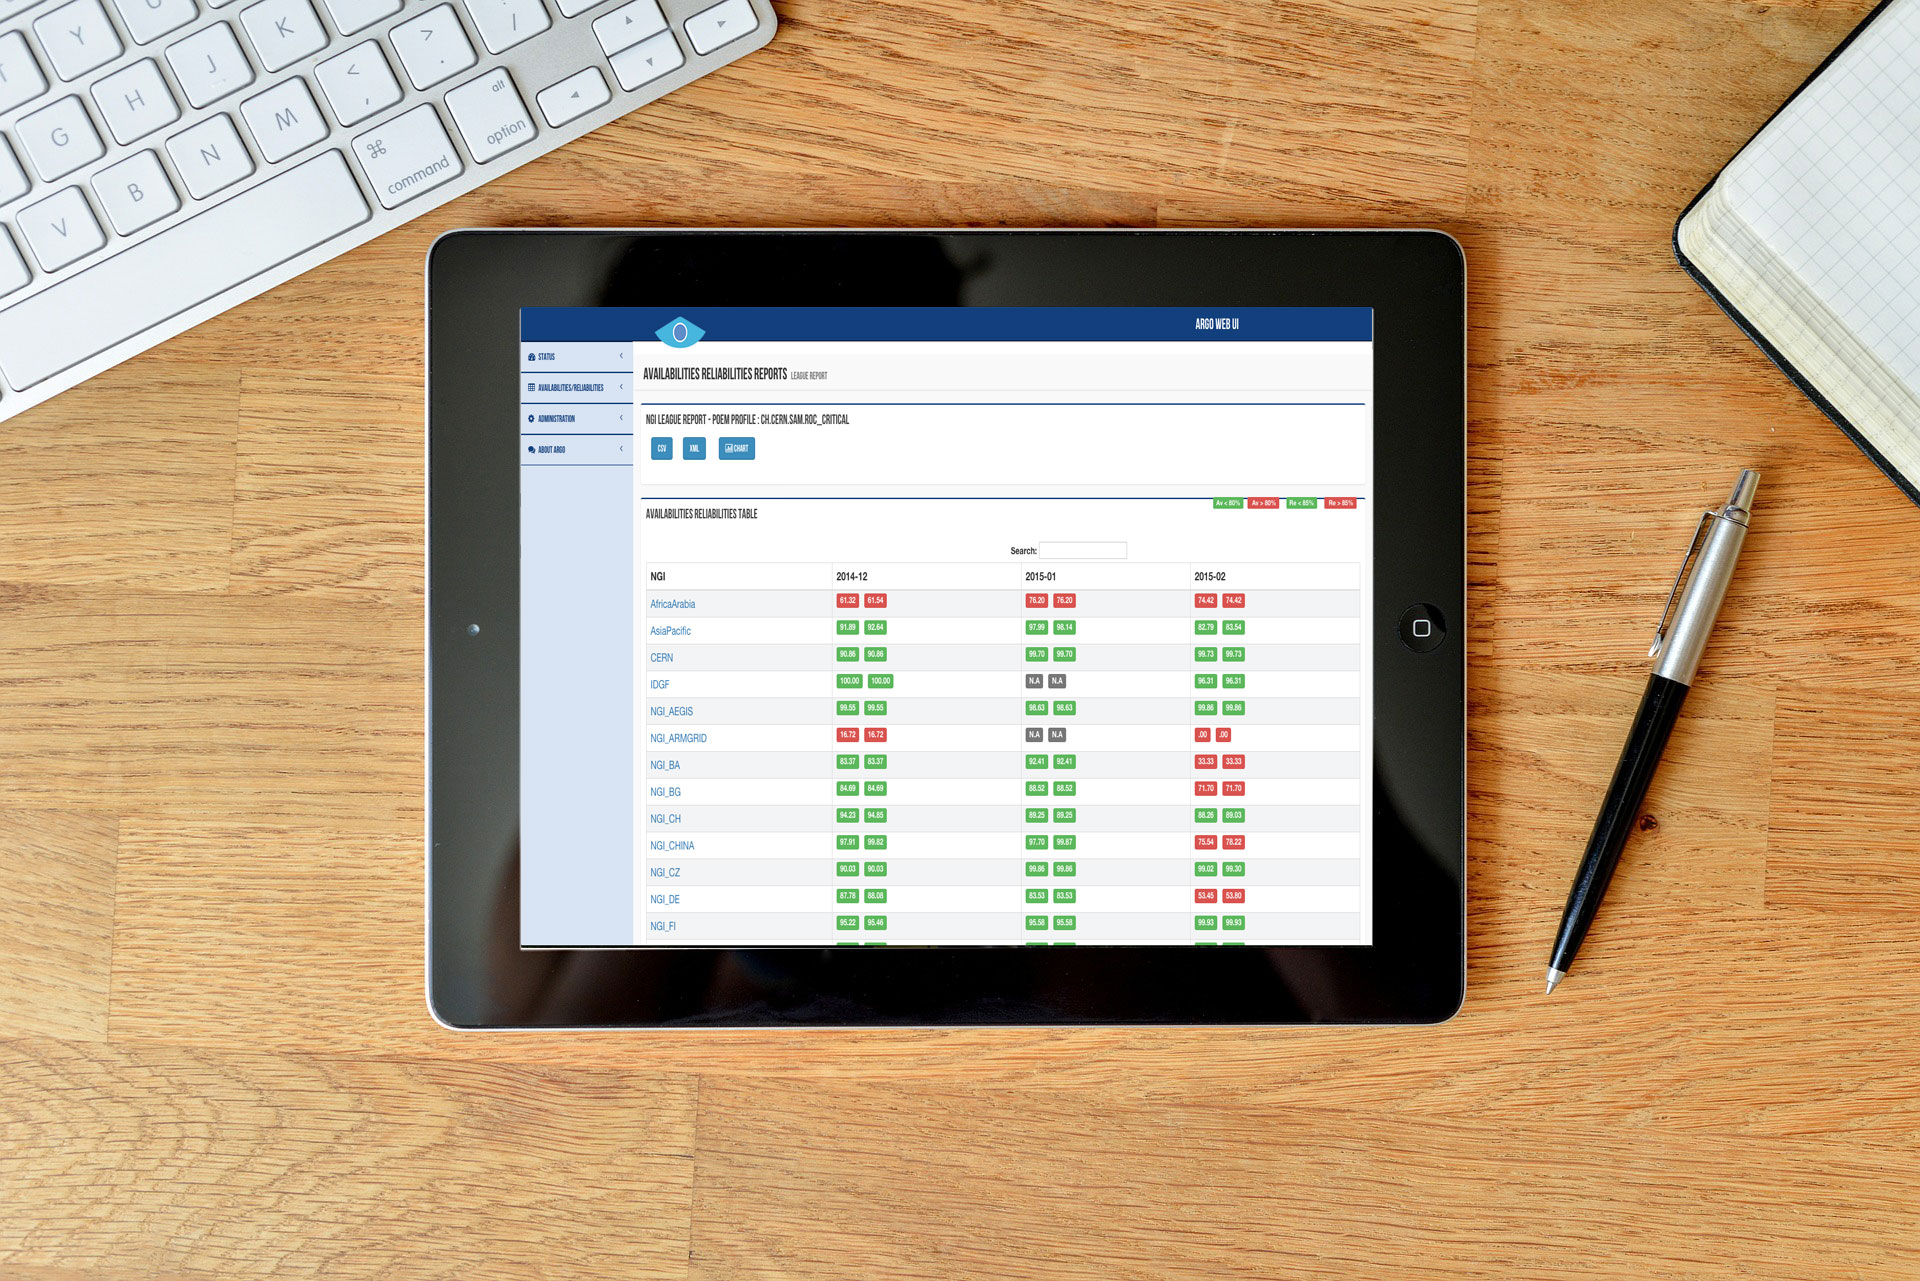 T Y K > . / ? ;
G H J < , alt
V B N M ⌘ command option
ARGO WEB UI
STATUS
AVAILABILITIES/RELIABILITIES
ADMINISTRATION
ABOUT ARGO
AVAILABILITIES RELIABILITIES REPORTS LEAGUE REPORT
NGI LEAGUE REPORT - POEM PROFILE : CH.CERN.SAM.ROC_CRITICAL
CSV XML CHART
Av < 80% Av > 80% Re < 85% Re > 85%
AVAILABILITIES RELIABILITIES TABLE
Search:
NGI 2014-12 2015-01 2015-02
AfricaArabia 61.32 61.54 76.20 76.20 74.42 74.42
AsiaPacific 91.89 92.64 97.99 98.14 82.79 83.54
CERN 90.86 90.86 99.70 99.70 99.73 99.73
IDGF 100.00 100.00 N.A N.A 96.31 96.31
NGI_AEGIS 99.55 99.55 98.63 98.63 99.86 99.86
NGI_ARMGRID 16.72 16.72 N.A N.A .00 .00
NGI_BA 83.37 83.37 92.41 92.41 33.33 33.33
NGI_BG 84.69 84.69 88.52 88.52 71.70 71.70
NGI_CH 94.23 94.85 89.25 89.25 88.26 89.03
NGI_CHINA 97.91 99.82 97.70 99.87 75.54 78.22
NGI_CZ 90.03 90.03 99.86 99.86 99.02 99.30
NGI_DE 87.78 88.08 83.53 83.53 53.45 53.80
NGI_FI 95.22 95.46 95.58 95.58 99.93 99.93